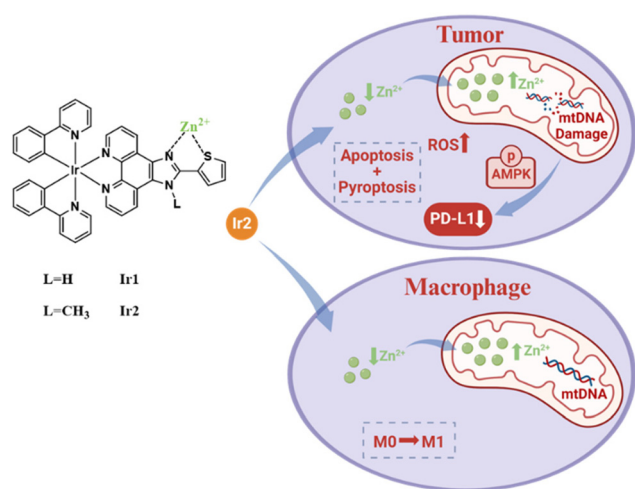 Zn²⁺
N
N
Ir
N
N
N
S
N
N
L
L=H Ir1
L=CH₃ Ir2
Ir2
Tumor
Zn²⁺
Zn²⁺
mtDNA
Damage
ROS
p
AMPK
Apoptosis
+
Pyroptosis
PD-L1
Macrophage
Zn²⁺
Zn²⁺
mtDNA
M0 M1